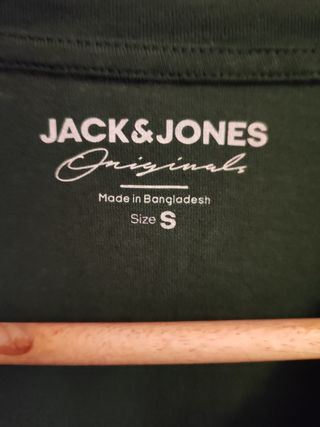 JACK&JONES
Originals
Made in Bangladesh
Size S